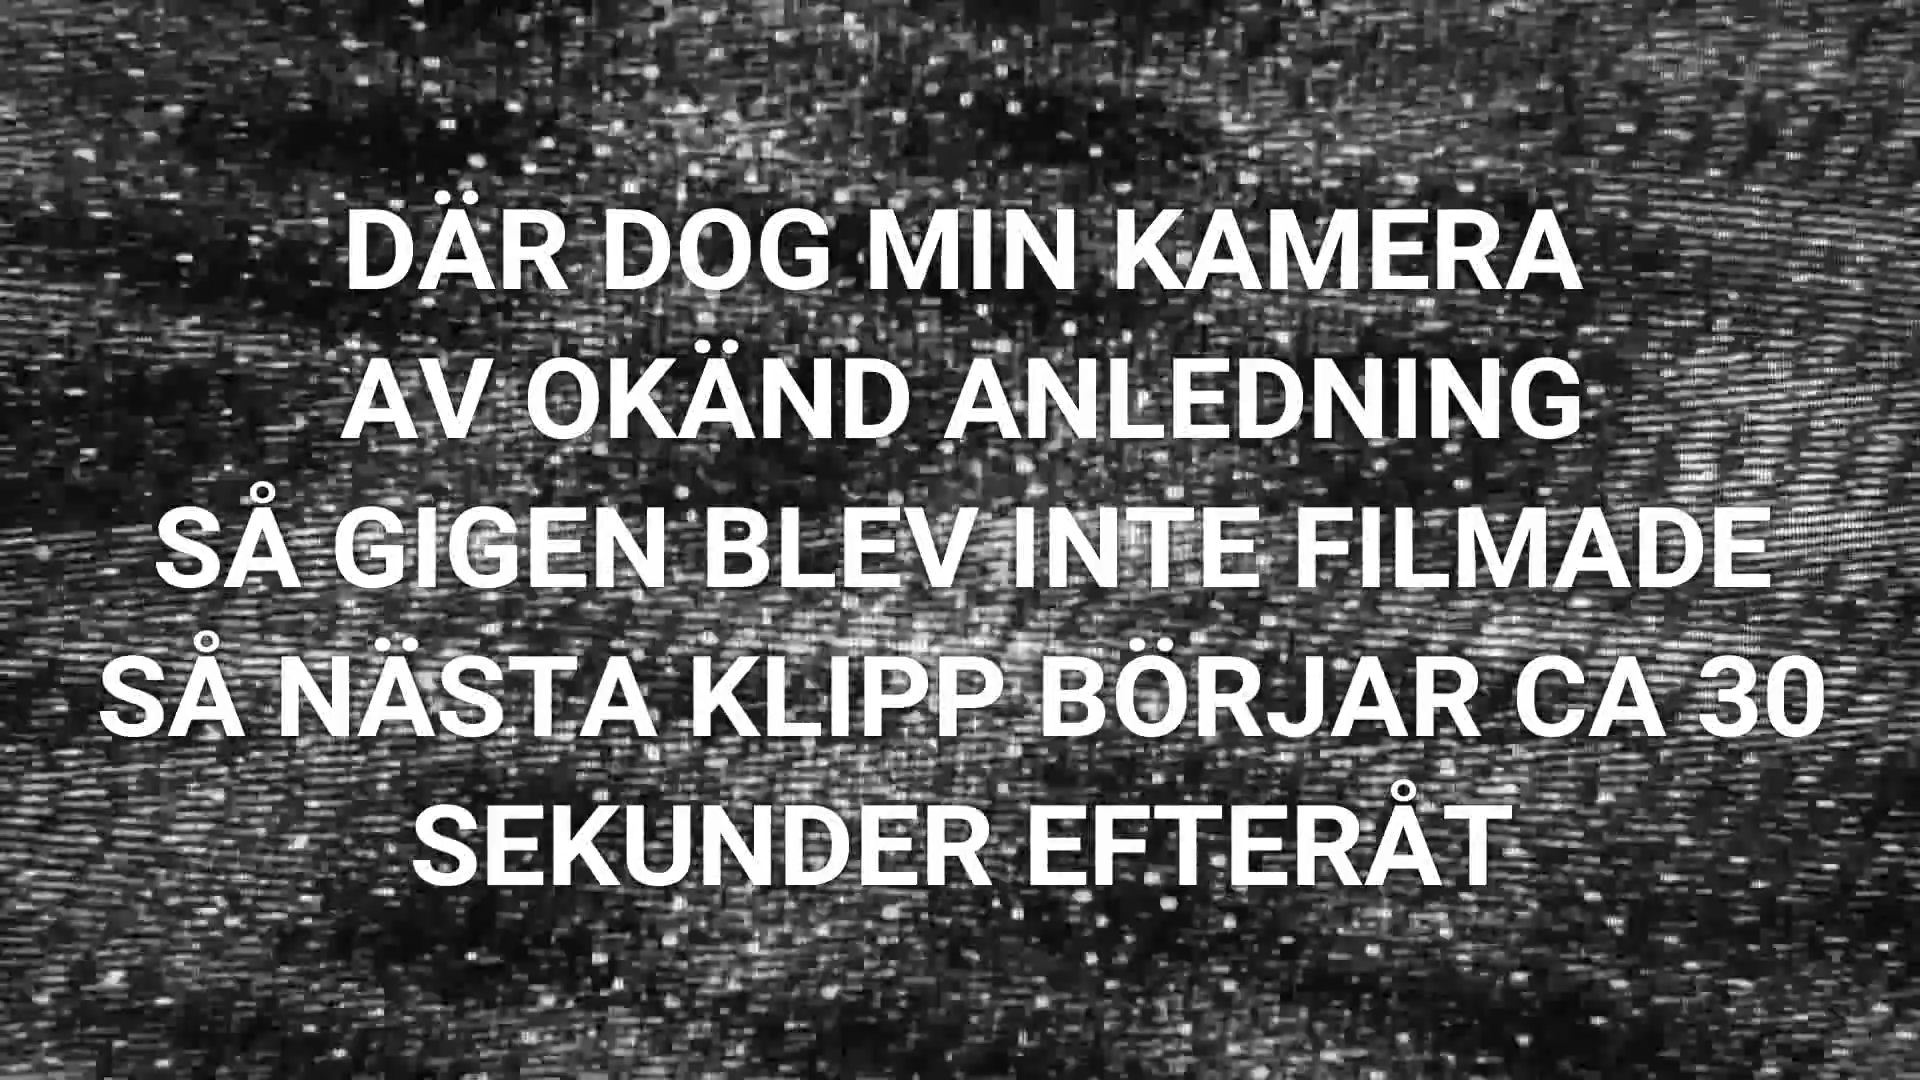 DÄR DOG MIN KAMERA
AV OKÄND ANLEDNING
SÅ GIGEN BLEV INTE FILMADE
SÅ NÄSTA KLIPP BÖRJAR CA 30
SEKUNDER EFTERÅT